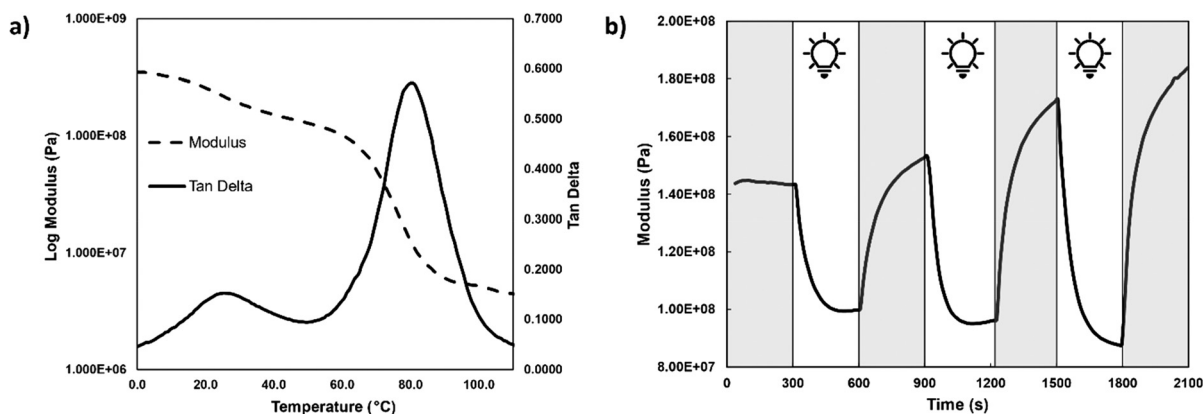 a)
1.000E+09
1.000E+08
1.000E+07
1.000E+06
Log Modulus (Pa)
Modulus
Tan Delta
0.7000
0.6000
0.5000
0.4000
0.3000
0.2000
0.1000
0.0000
Tan Delta
0.0 20.0 40.0 60.0 80.0 100.0
Temperature (°C)
b)
2.00E+08
1.80E+08
1.60E+08
1.40E+08
1.20E+08
1.00E+08
8.00E+07
Modulus (Pa)
0 300 600 900 1200 1500 1800 2100
Time (s)